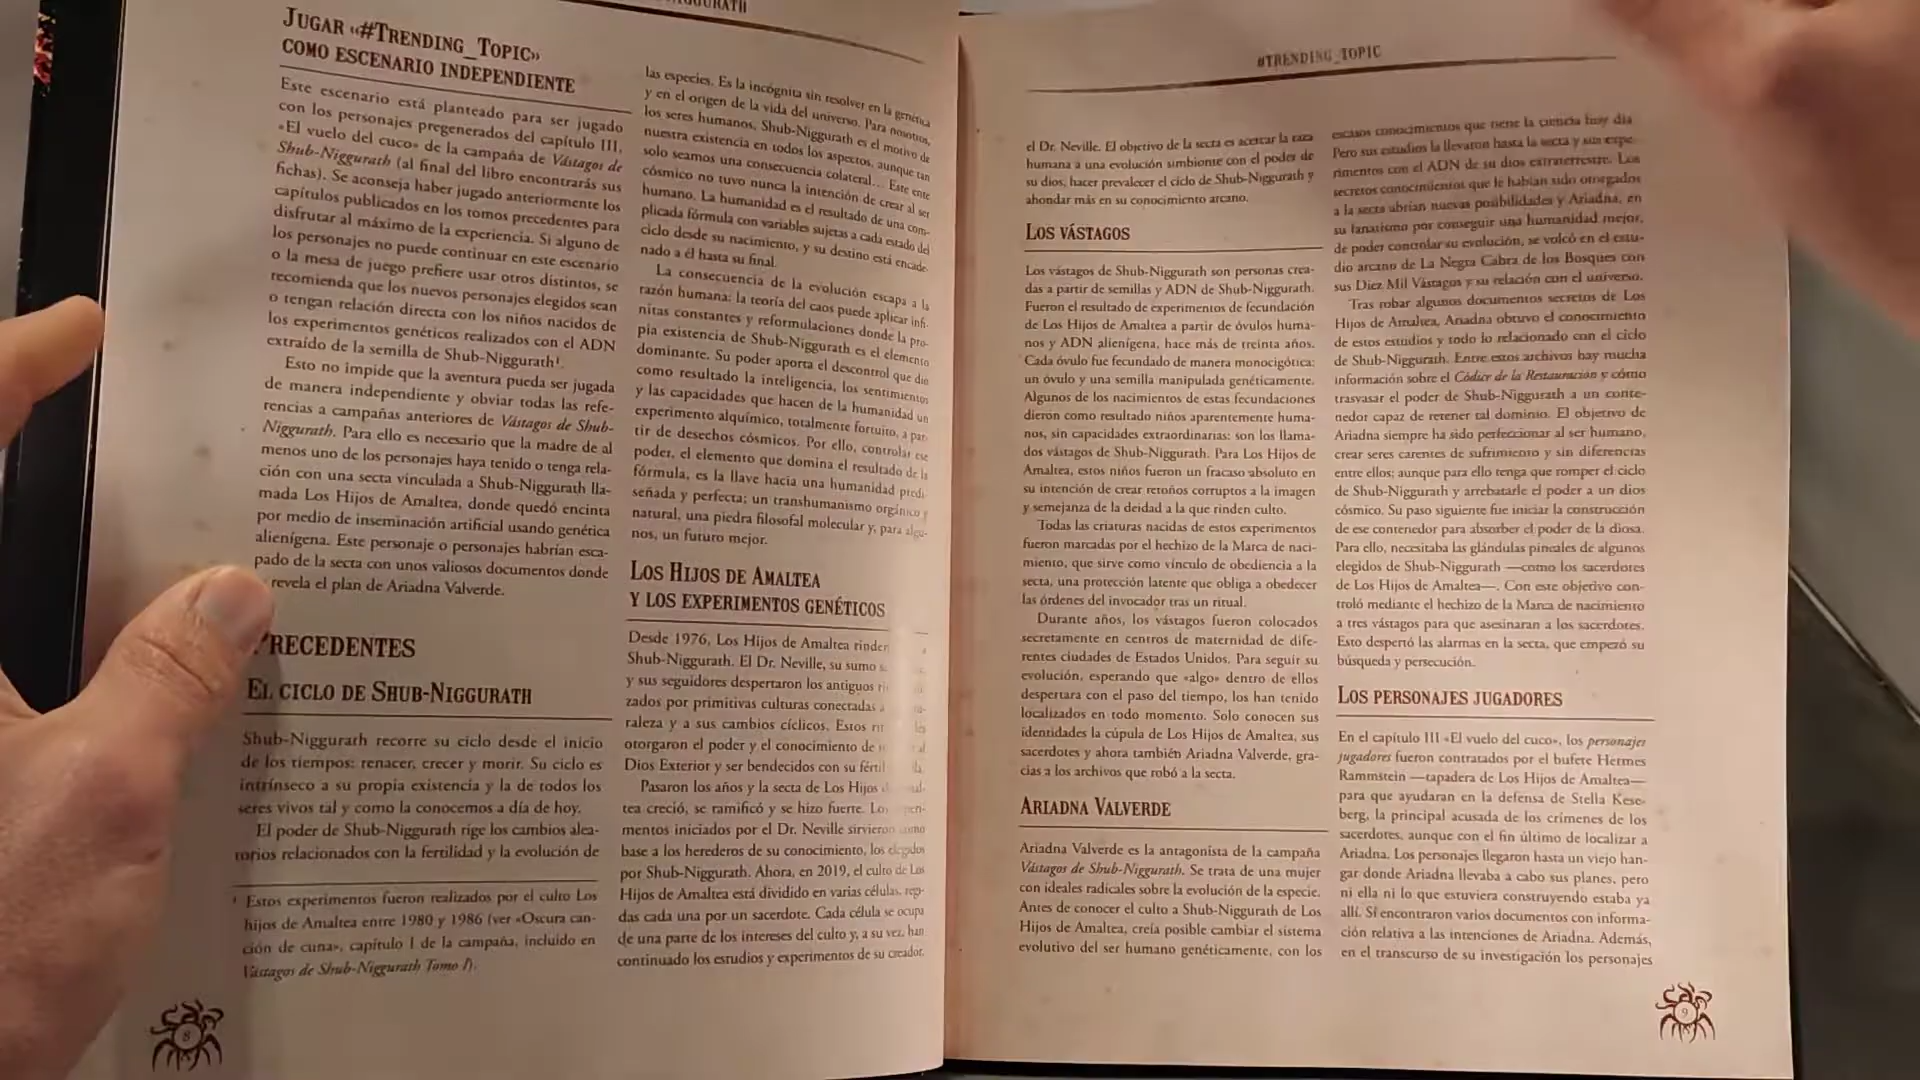 JUGAR «#TRENDING_TOPIC»
COMO ESCENARIO INDEPENDIENTE
Este escenario está planteado para ser jugado
con los personajes pregenerados del capítulo III,
«El vuelo del cuco» de la campaña de Vástagos de
Shub-Niggurath (al final del libro encontrarás sus
fichas). Se aconseja haber jugado anteriormente los
capítulos publicados en los tomos precedentes para
disfrutar al máximo de la experiencia. Si alguno de
los personajes no puede continuar en este escenario
o la mesa de juego prefiere usar otros distintos, se
recomienda que los nuevos personajes elegidos sean
o tengan relación directa con los niños nacidos de
los experimentos genéticos realizados con el ADN
extraído de la semilla de Shub-Niggurath¹.
Esto no impide que la aventura pueda ser jugada
de manera independiente y obviar todas las refe-
rencias a campañas anteriores de Vástagos de Shub-
Niggurath. Para ello es necesario que la madre de al
menos uno de los personajes haya tenido o tenga rela-
ción con una secta vinculada a Shub-Niggurath lla-
mada Los Hijos de Amaltea, donde quedó encinta
por medio de inseminación artificial usando genética
alienígena. Este personaje o personajes habrían esca-
pado de la secta con unos valiosos documentos donde
revela el plan de Ariadna Valverde.
PRECEDENTES
EL CICLO DE SHUB-NIGGURATH
Shub-Niggurath recorre su ciclo desde el inicio
de los tiempos: renacer, crecer y morir. Su ciclo es
intrínseco a su propia existencia y la de todos los
seres vivos tal y como la conocemos a día de hoy.
El poder de Shub-Niggurath rige los cambios alea-
torios relacionados con la fertilidad y la evolución de
¹ Estos experimentos fueron realizados por el culto Los
hijos de Amaltea entre 1980 y 1986 (ver «Oscura can-
ción de cuna», capítulo I de la campaña, incluido en
Vástagos de Shub-Niggurath Tomo I).
8
las especies. Es la incógnita sin resolver en la genética
y en el origen de la vida del universo. Para nosotros,
los seres humanos, Shub-Niggurath es el motivo de
nuestra existencia en todos los aspectos, aunque tan
solo seamos una consecuencia colateral... Este ente
cósmico no tuvo nunca la intención de crear al ser
humano. La humanidad es el resultado de una com-
plicada fórmula con variables sujetas a cada estado del
ciclo desde su nacimiento, y su destino está encade-
nado a él hasta su final.
La consecuencia de la evolución escapa a la
razón humana: la teoría del caos puede aplicar infi-
nitas constantes y reformulaciones donde la pro-
pia existencia de Shub-Niggurath es el elemento
dominante. Su poder aporta el descontrol que dio
como resultado la inteligencia, los sentimientos
y las capacidades que hacen de la humanidad un
experimento alquímico, totalmente fortuito, a par-
tir de desechos cósmicos. Por ello, controlar ese
poder, el elemento que domina el resultado de la
fórmula, es la llave hacia una humanidad predi-
señada y perfecta; un transhumanismo orgánico y
natural, una piedra filosofal molecular y, para algu-
nos, un futuro mejor.
LOS HIJOS DE AMALTEA
Y LOS EXPERIMENTOS GENÉTICOS
Desde 1976, Los Hijos de Amaltea rinden
Shub-Niggurath. El Dr. Neville, su sumo
y sus seguidores despertaron los antiguos
zados por primitivas culturas conectadas
raleza y a sus cambios cíclicos. Estos
otorgaron el poder y el conocimiento de
Dios Exterior y ser bendecidos con su
Pasaron los años y la secta de Los Hijos
tea creció, se ramificó y se hizo fuerte.
mentos iniciados por el Dr. Neville sirvieron como
base a los herederos de su conocimiento, los elegidos
por Shub-Niggurath. Ahora, en 2019, el culto de Los
Hijos de Amaltea está dividido en varias células, regi-
das cada una por un sacerdote. Cada célula se ocupa
de una parte de los intereses del culto y, a su vez, han
continuado los estudios y experimentos de su creador,
#TRENDING_TOPIC
el Dr. Neville. El objetivo de la secta es acercar la raza
humana a una evolución simbionte con el poder de
su dios, hacer prevalecer el ciclo de Shub-Niggurath y
ahondar más en su conocimiento arcano.
LOS VÁSTAGOS
Los vástagos de Shub-Niggurath son personas crea-
das a partir de semillas y ADN de Shub-Niggurath.
Fueron el resultado de experimentos de fecundación
de Los Hijos de Amaltea a partir de óvulos huma-
nos y ADN alienígena, hace más de treinta años.
Cada óvulo fue fecundado de manera monocigótica:
un óvulo y una semilla manipulada genéticamente.
Algunos de los nacimientos de estas fecundaciones
dieron como resultado niños aparentemente huma-
nos, sin capacidades extraordinarias: son los llama-
dos vástagos de Shub-Niggurath. Para Los Hijos de
Amaltea, estos niños fueron un fracaso absoluto en
su intención de crear retoños corruptos a la imagen
y semejanza de la deidad a la que rinden culto.
Todas las criaturas nacidas de estos experimentos
fueron marcadas por el hechizo de la Marca de naci-
miento, que sirve como vínculo de obediencia a la
secta, una protección latente que obliga a obedecer
las órdenes del invocador tras un ritual.
Durante años, los vástagos fueron colocados
secretamente en centros de maternidad de dife-
rentes ciudades de Estados Unidos. Para seguir su
evolución, esperando que «algo» dentro de ellos
despertara con el paso del tiempo, los han tenido
localizados en todo momento. Solo conocen sus
identidades la cúpula de Los Hijos de Amaltea, sus
sacerdotes y ahora también Ariadna Valverde, gra-
cias a los archivos que robó a la secta.
ARIADNA VALVERDE
Ariadna Valverde es la antagonista de la campaña
Vástagos de Shub-Niggurath. Se trata de una mujer
con ideales radicales sobre la evolución de la especie.
Antes de conocer el culto a Shub-Niggurath de Los
Hijos de Amaltea, creía posible cambiar el sistema
evolutivo del ser humano genéticamente, con los
escasos conocimientos que tiene la ciencia hoy día.
Pero sus estudios la llevaron hasta la secta y sus expe-
rimentos con el ADN de su dios extraterrestre. Los
secretos conocimientos que le habían sido otorgados
a la secta abrían nuevas posibilidades y Ariadna, en
su fanatismo por conseguir una humanidad mejor,
de poder controlar su evolución, se volcó en el estu-
dio arcano de La Negra Cabra de los Bosques con
sus Diez Mil Vástagos y su relación con el universo.
Tras robar algunos documentos secretos de Los
Hijos de Amaltea, Ariadna obtuvo el conocimiento
de estos estudios y todo lo relacionado con el ciclo
de Shub-Niggurath. Entre estos archivos hay mucha
información sobre el Códice de la Restauración y cómo
trasvasar el poder de Shub-Niggurath a un conte-
nedor capaz de retener tal dominio. El objetivo de
Ariadna siempre ha sido perfeccionar al ser humano,
crear seres carentes de sufrimiento y sin diferencias
entre ellos; aunque para ello tenga que romper el ciclo
de Shub-Niggurath y arrebatarle el poder a un dios
cósmico. Su paso siguiente fue iniciar la construcción
de ese contenedor para absorber el poder de la diosa.
Para ello, necesitaba las glándulas pineales de algunos
elegidos de Shub-Niggurath —como los sacerdotes
de Los Hijos de Amaltea—. Con este objetivo con-
troló mediante el hechizo de la Marca de nacimiento
a tres vástagos para que asesinaran a los sacerdotes.
Esto despertó las alarmas en la secta, que empezó su
búsqueda y persecución.
LOS PERSONAJES JUGADORES
En el capítulo III «El vuelo del cuco», los personajes
jugadores fueron contratados por el bufete Hermes
Rammstein —tapadera de Los Hijos de Amaltea—
para que ayudaran en la defensa de Stella Kese-
berg, la principal acusada de los crímenes de los
sacerdotes, aunque con el fin último de localizar a
Ariadna. Los personajes llegaron hasta un viejo han-
gar donde Ariadna llevaba a cabo sus planes, pero
ni ella ni lo que estuviera construyendo estaba ya
allí. Sí encontraron varios documentos con informa-
ción relativa a las intenciones de Ariadna. Además,
en el transcurso de su investigación los personajes
9